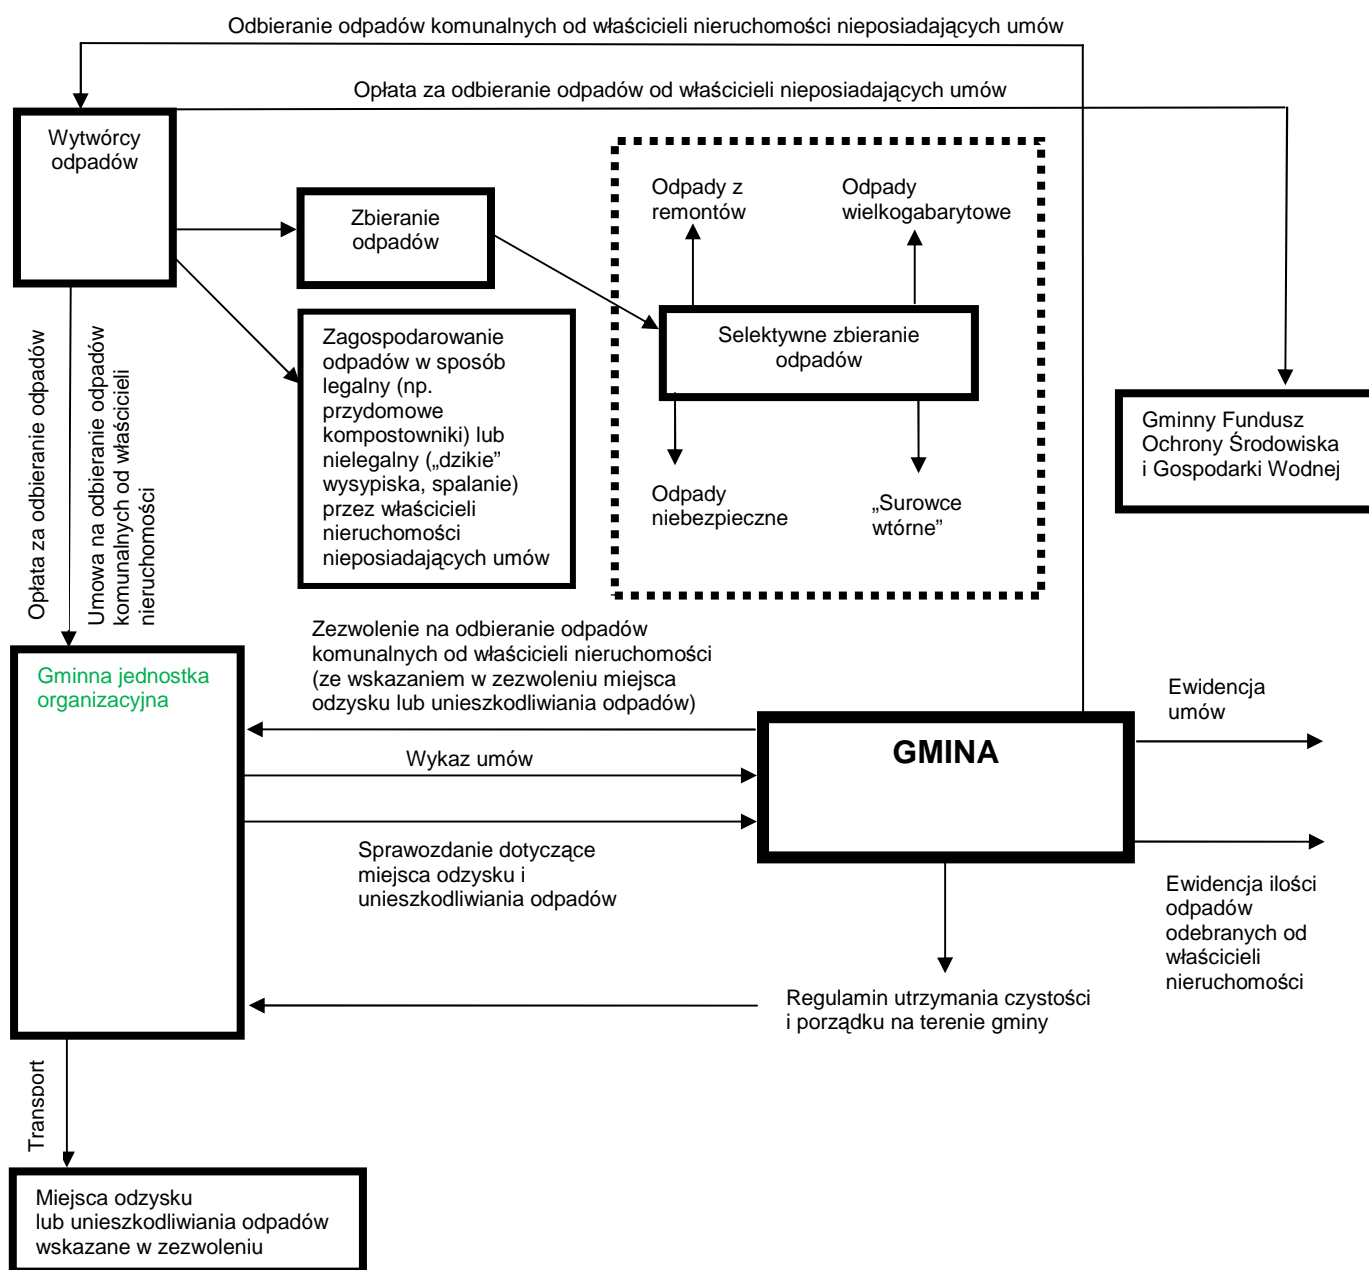 Odbieranie odpadów komunalnych od właścicieli nieruchomości nieposiadających umów
Opłata za odbieranie odpadów od właścicieli nieposiadających umów
Wytwórcy
odpadów
Zbieranie
odpadów
Odpady z
remontów
Odpady
wielkogabarytowe
Selektywne zbieranie
odpadów
Odpady
niebezpieczne
„Surowce
wtórne”
Zagospodarowanie
odpadów w sposób
legalny (np.
przydomowe
kompostowniki) lub
nielegalny („dzikie”
wysypiska, spalanie)
przez właścicieli
nieruchomości
nieposiadających umów
Gminny Fundusz
Ochrony Środowiska
i Gospodarki Wodnej
Opłata za odbieranie odpadów
Umowa na odbieranie odpadów
komunalnych od właścicieli
nieruchomości
Zezwolenie na odbieranie odpadów
komunalnych od właścicieli nieruchomości
(ze wskazaniem w zezwoleniu miejsca
odzysku lub unieszkodliwiania odpadów)
Gminna jednostka
organizacyjna
Wykaz umów
GMINA
Ewidencja
umów
Sprawozdanie dotyczące
miejsca odzysku i
unieszkodliwiania odpadów
Ewidencja ilości
odpadów
odebranych od
właścicieli
nieruchomości
Regulamin utrzymania czystości
i porządku na terenie gminy
Transport
Miejsca odzysku
lub unieszkodliwiania odpadów
wskazane w zezwoleniu